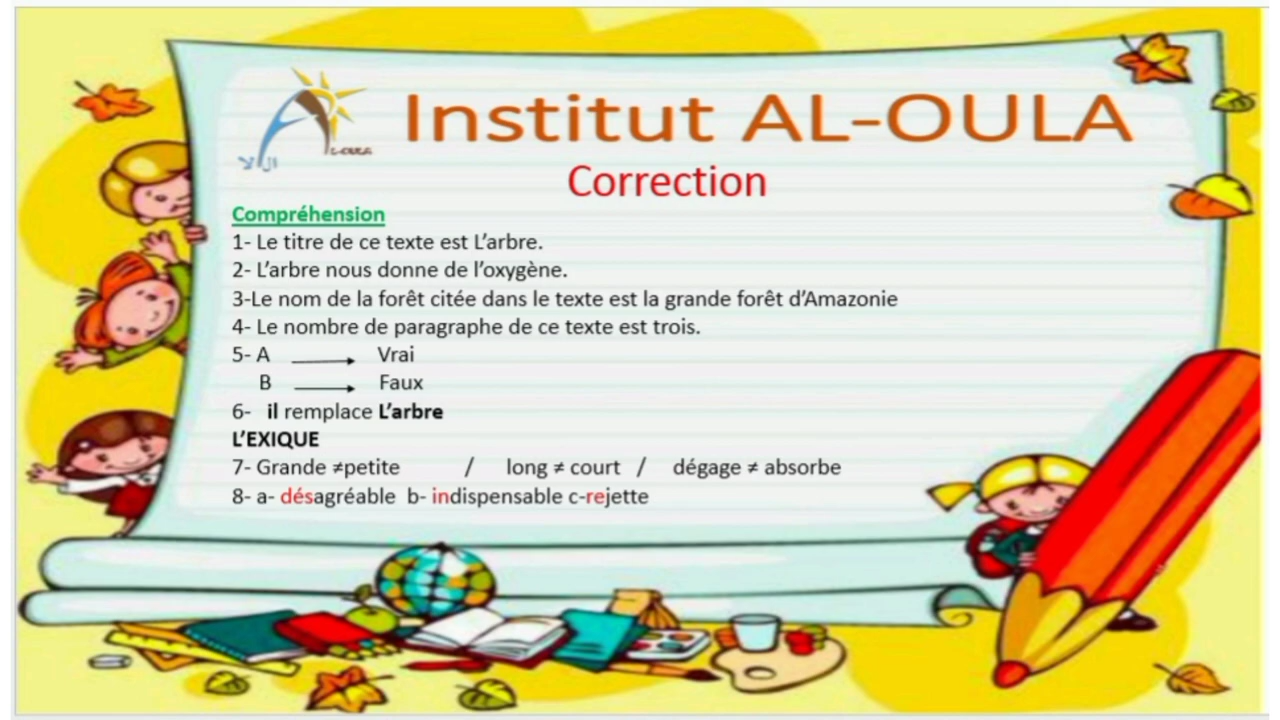 Institut AL-OULA
L-OULA
Correction
Compréhension
1- Le titre de ce texte est L’arbre.
2- L’arbre nous donne de l’oxygène.
3-Le nom de la forêt citée dans le texte est la grande forêt d’Amazonie
4- Le nombre de paragraphe de ce texte est trois.
5- A → Vrai
B → Faux
6- il remplace L’arbre
L’EXIQUE
7- Grande ≠petite / long ≠ court / dégage ≠ absorbe
8- a- désagréable b- indispensable c-rejette